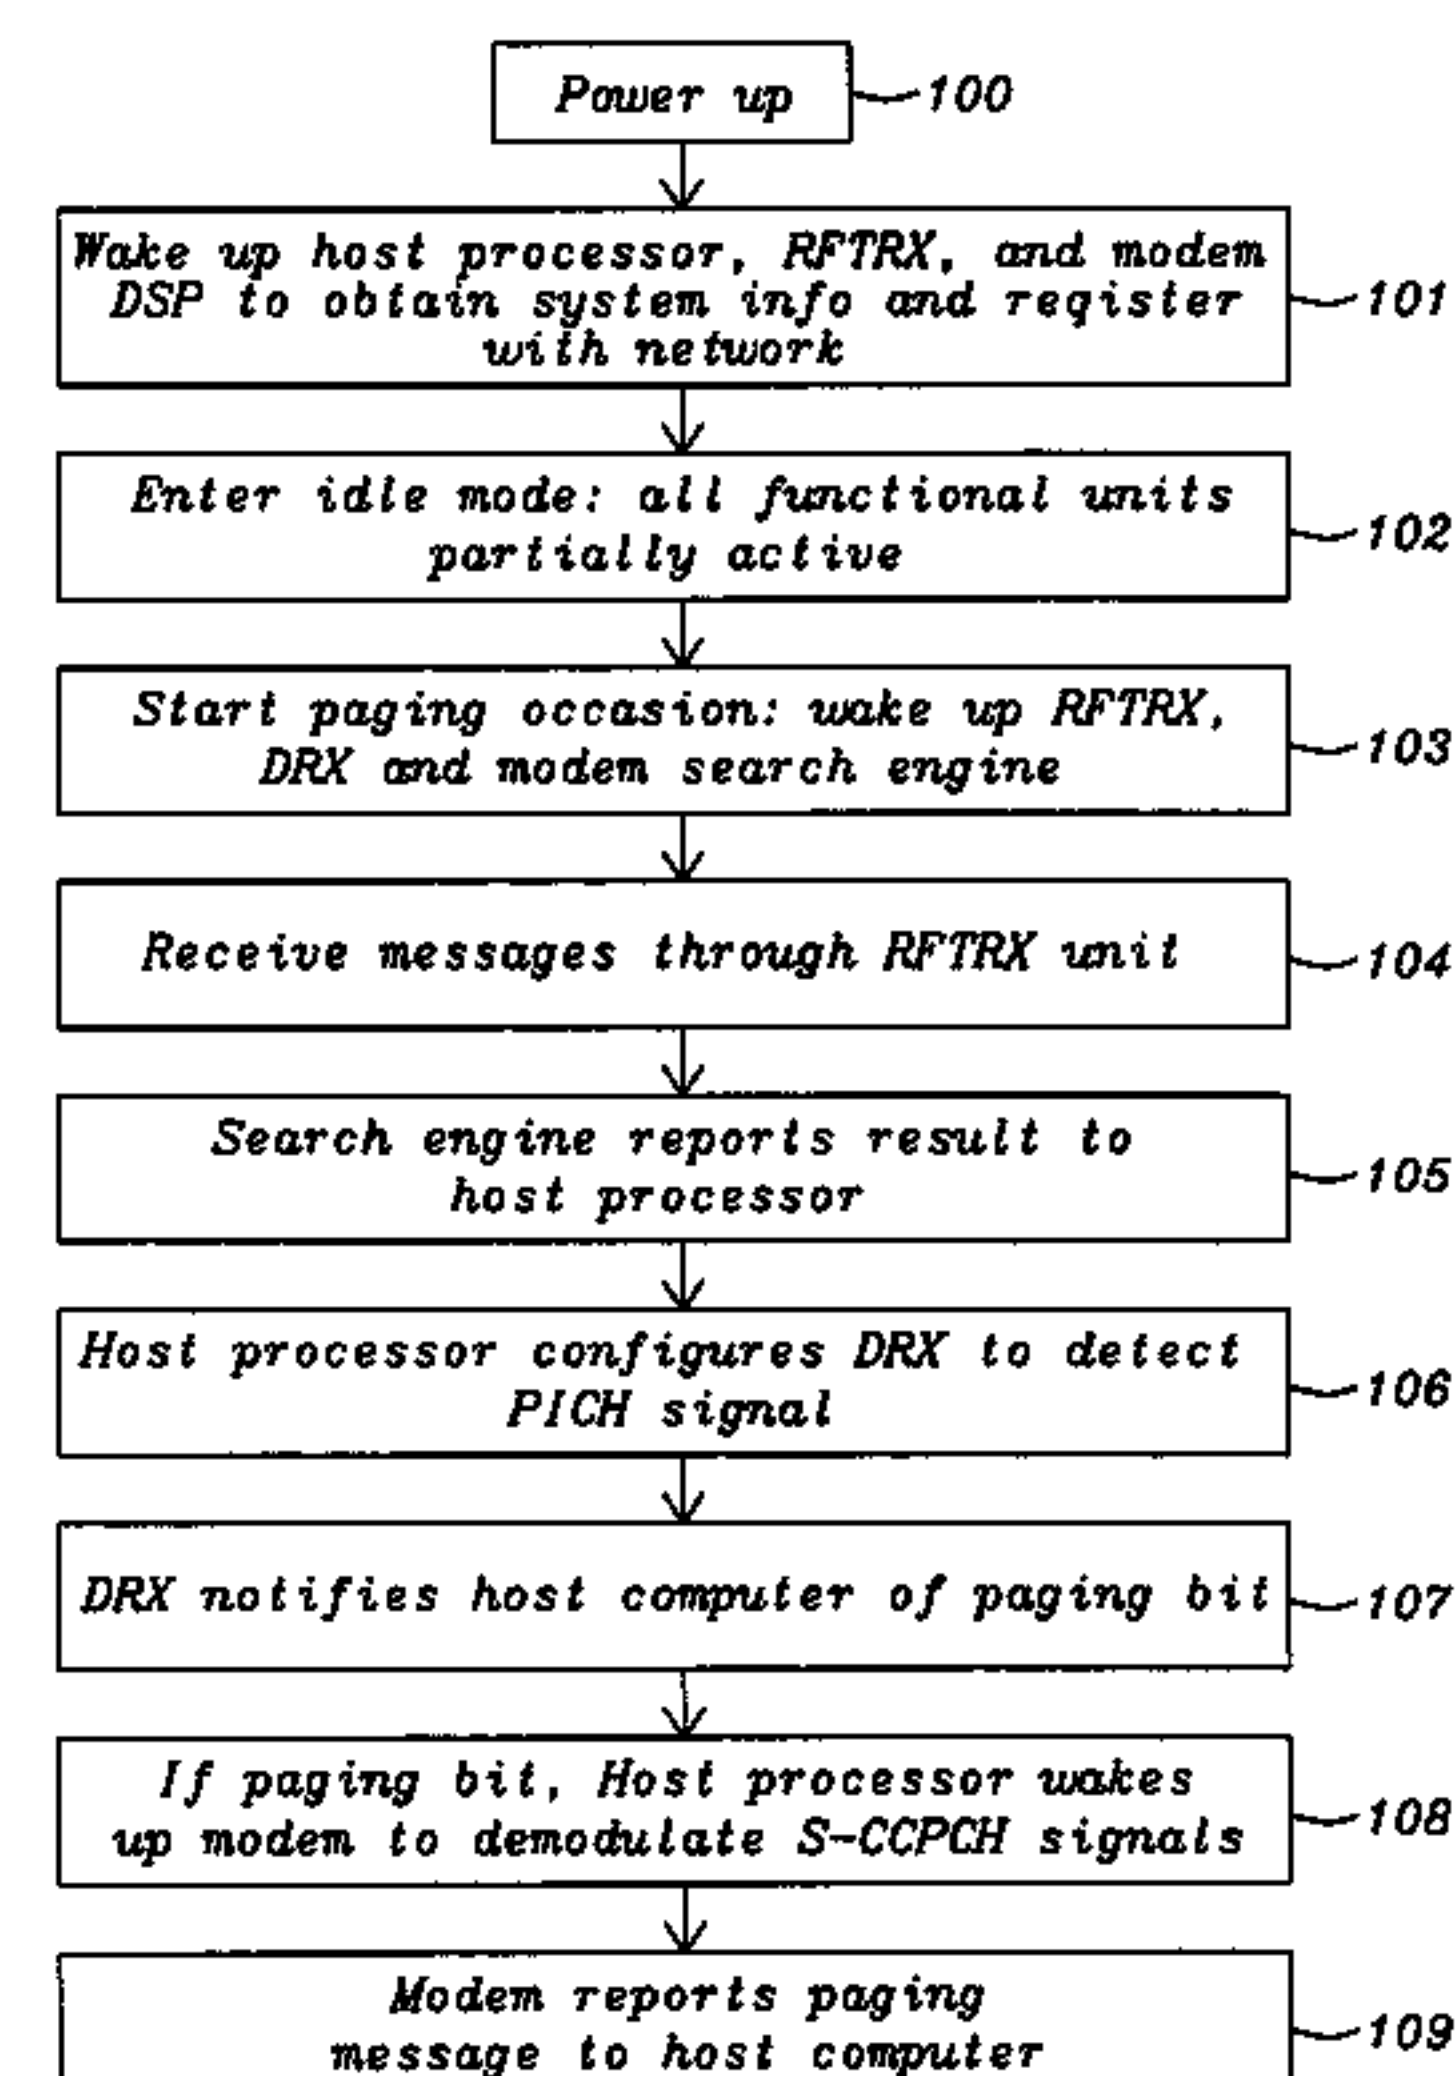 Power up
100
Wake up host processor, RFTRX, and modem
DSP to obtain system info and register
with network
101
Enter idle mode: all functional units
partially active
102
Start paging occasion: wake up RFTRX,
DRX and modem search engine
103
Receive messages through RFTRX unit
104
Search engine reports result to
host processor
105
Host processor configures DRX to detect
PICH signal
106
DRX notifies host computer of paging bit
107
If paging bit, Host processor wakes
up modem to demodulate S-CCPCH signals
108
Modem reports paging
message to host computer
109